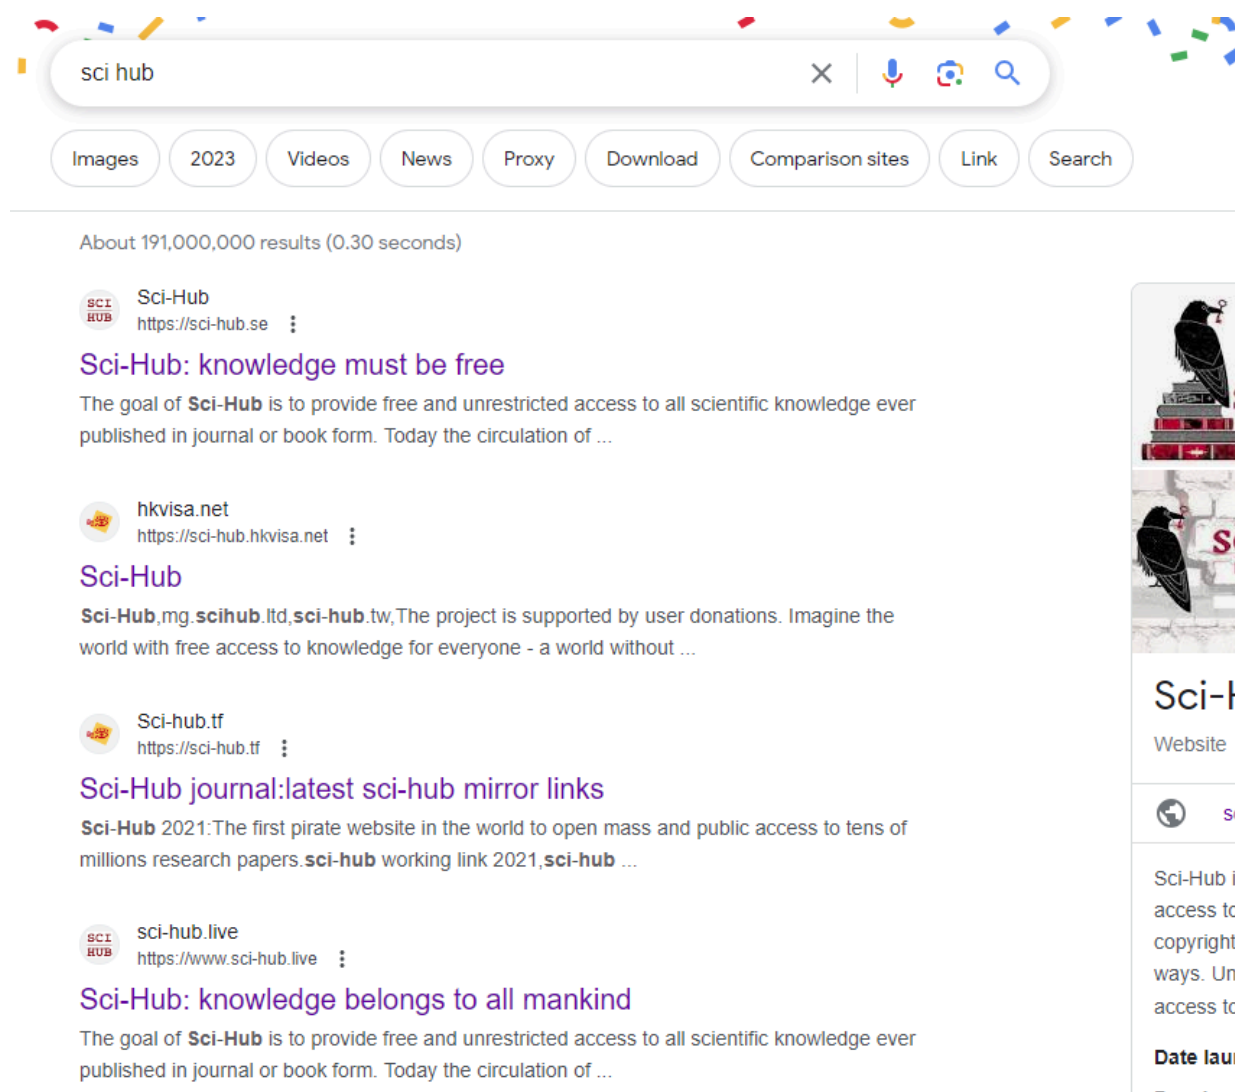 sci hub
Images 2023 Videos News Proxy Download Comparison sites Link Search
About 191,000,000 results (0.30 seconds)
SCI
HUB
Sci-Hub
https://sci-hub.se
Sci-Hub: knowledge must be free
The goal of Sci-Hub is to provide free and unrestricted access to all scientific knowledge ever
published in journal or book form. Today the circulation of ...
hkvisa.net
https://sci-hub.hkvisa.net
Sci-Hub
Sci-Hub,mg.scihub.ltd,sci-hub.tw,The project is supported by user donations. Imagine the
world with free access to knowledge for everyone - a world without ...
Sci-hub.tf
https://sci-hub.tf
Sci-Hub journal:latest sci-hub mirror links
Sci-Hub 2021:The first pirate website in the world to open mass and public access to tens of
millions research papers.sci-hub working link 2021,sci-hub ...
SCI
HUB
sci-hub.live
https://www.sci-hub.live
Sci-Hub: knowledge belongs to all mankind
The goal of Sci-Hub is to provide free and unrestricted access to all scientific knowledge ever
published in journal or book form. Today the circulation of ...
Sci-H
Website
Sci-Hub i
access to
copyright
ways. Un
access to
Date lau